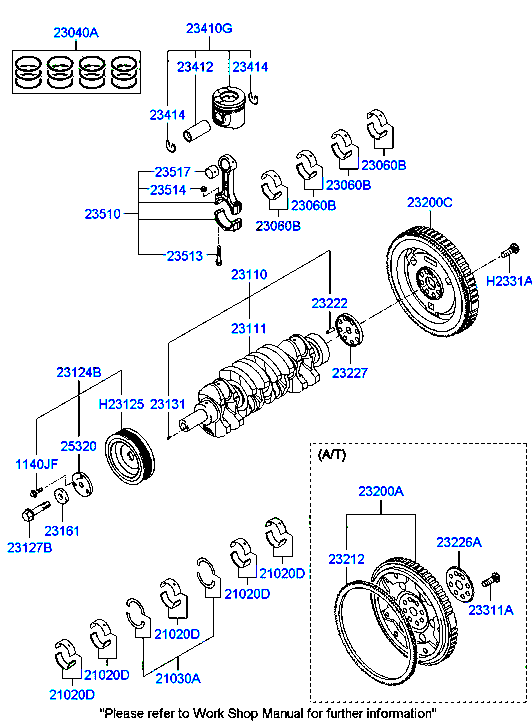 23410G
23040A
23412
23414
23414
23517
23060B
23514
23060B
23510
23060B
23200C
23060B
23513
23110
H2331A
23222
23111
23227
23124B
H23125
23131
25320
(A/T)
1140JF
23200A
23161
23127B
23226A
23212
21020D
21020D
21020D
23311A
21020D
21020D
21030A
21020D
"Please refer to Work Shop Manual for further information"